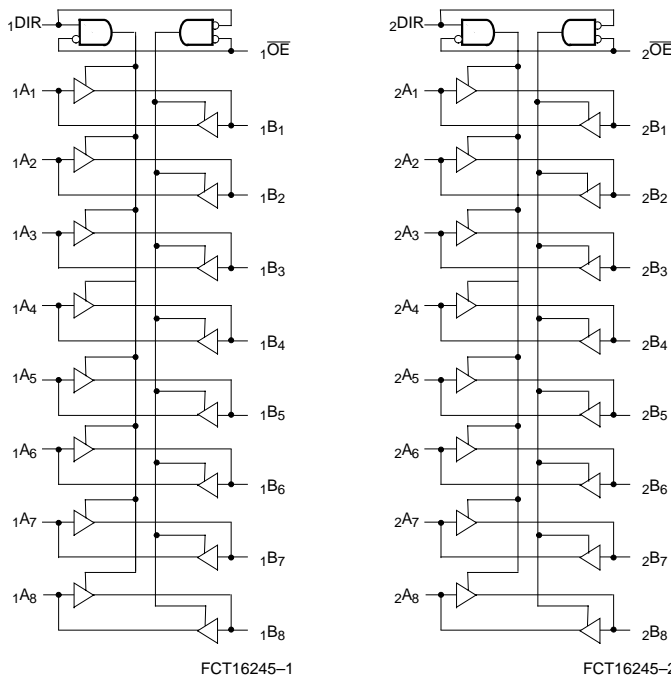 1DIR
1OE
1A1
1B1
1A2
1B2
1A3
1B3
1A4
1B4
1A5
1B5
1A6
1B6
1A7
1B7
1A8
1B8
FCT16245–1
2DIR
2OE
2A1
2B1
2A2
2B2
2A3
2B3
2A4
2B4
2A5
2B5
2A6
2B6
2A7
2B7
2A8
2B8
FCT16245–2